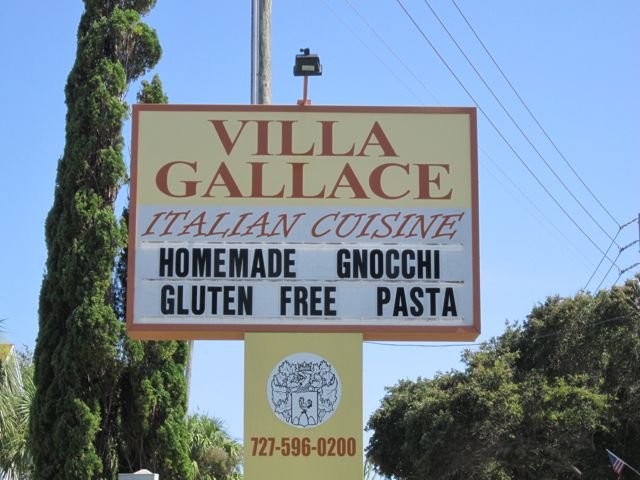 VILLA
GALLACE
ITALIAN CUISINE
HOMEMADE GNOCCHI
GLUTEN FREE PASTA
727-596-0200